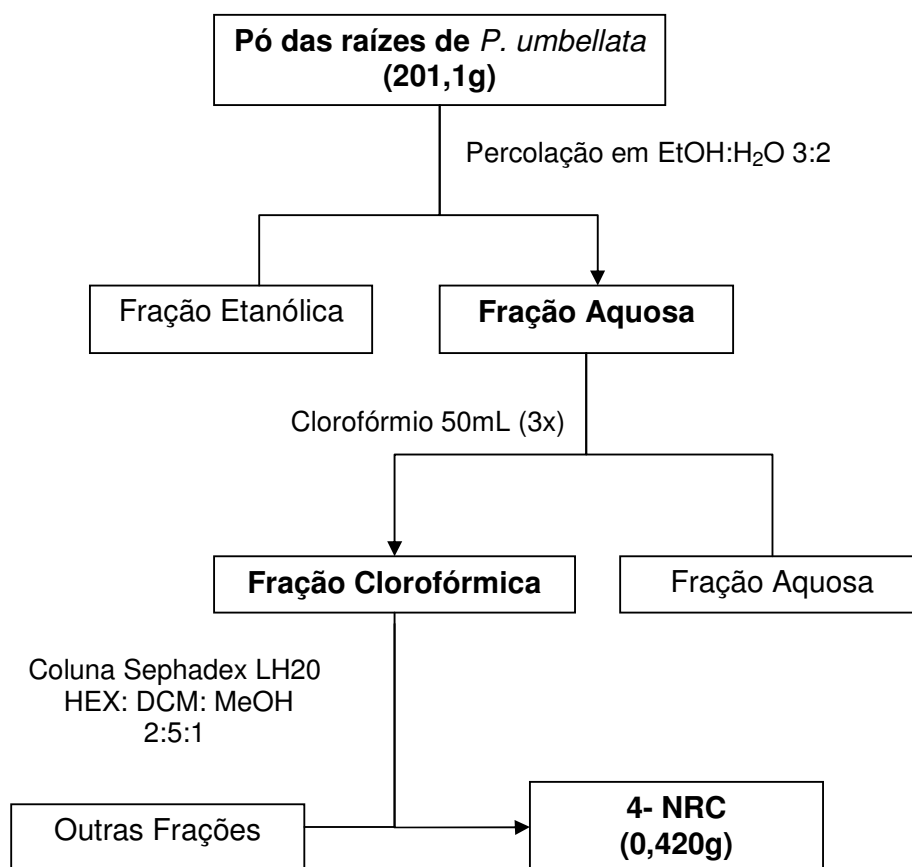 Pó das raízes de P. umbellata
(201,1g)
Percolação em EtOH:H₂O 3:2
Fração Etanólica
Fração Aquosa
Clorofórmio 50mL (3x)
Fração Clorofórmica
Fração Aquosa
Coluna Sephadex LH20
HEX: DCM: MeOH
2:5:1
Outras Frações
4- NRC
(0,420g)